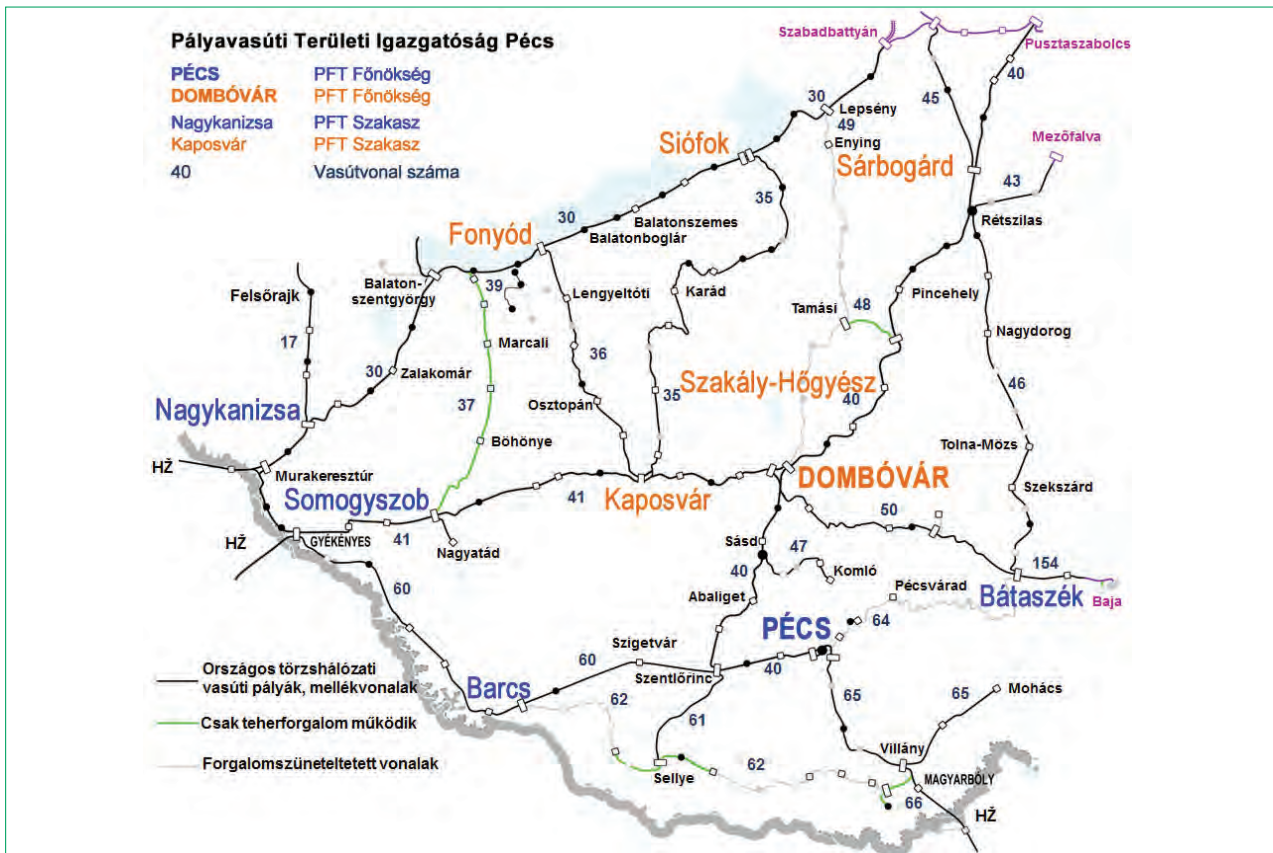 Pályavasúti Területi Igazgatóság Pécs
PÉCS PFT Főnökség
DOMBÓVÁR PFT Főnökség
Nagykanizsa PFT Szakasz
Kaposvár PFT Szakasz
40 Vasútvonal száma
Szabadbattyán
Pusztaszabolcs
40
45
30
Lepsény
49
Enying
Mezőfalva
Siófok
Sárbogárd
43
35
Rétszilas
30
Balatonszemes
Balatonboglár
Fonyód
Balaton-
szentgyörgy
39
Felsőrajk
Lengyeltóti
Karád
Tamási
48
Pincehely
Nagydorog
17
Marcali
36
30
Zalakomár
Szakály-Hőgyész
46
35
40
Nagykanizsa
37
Osztopán
Böhönye
Tolna-Mözs
HŽ
Murakeresztúr
Somogyszob
41
Kaposvár
DOMBÓVÁR
Szekszárd
50
GYÉKÉNYES
HŽ
41
Nagyatád
Sásd
47
40
Komló
154
Abaliget
Pécsvárad
Bátaszék
Baja
60
PÉCS
64
Szigetvár
60
Szentlőrinc
40
Barcs
62
61
65
65
Mohács
Villány
Sellye
62
MAGYARBÓLY
66
HŽ
Országos törzshálózati
vasúti pályák, mellékvonalak
Csak teherforgalom működik
Forgalomszüneteltetett vonalak